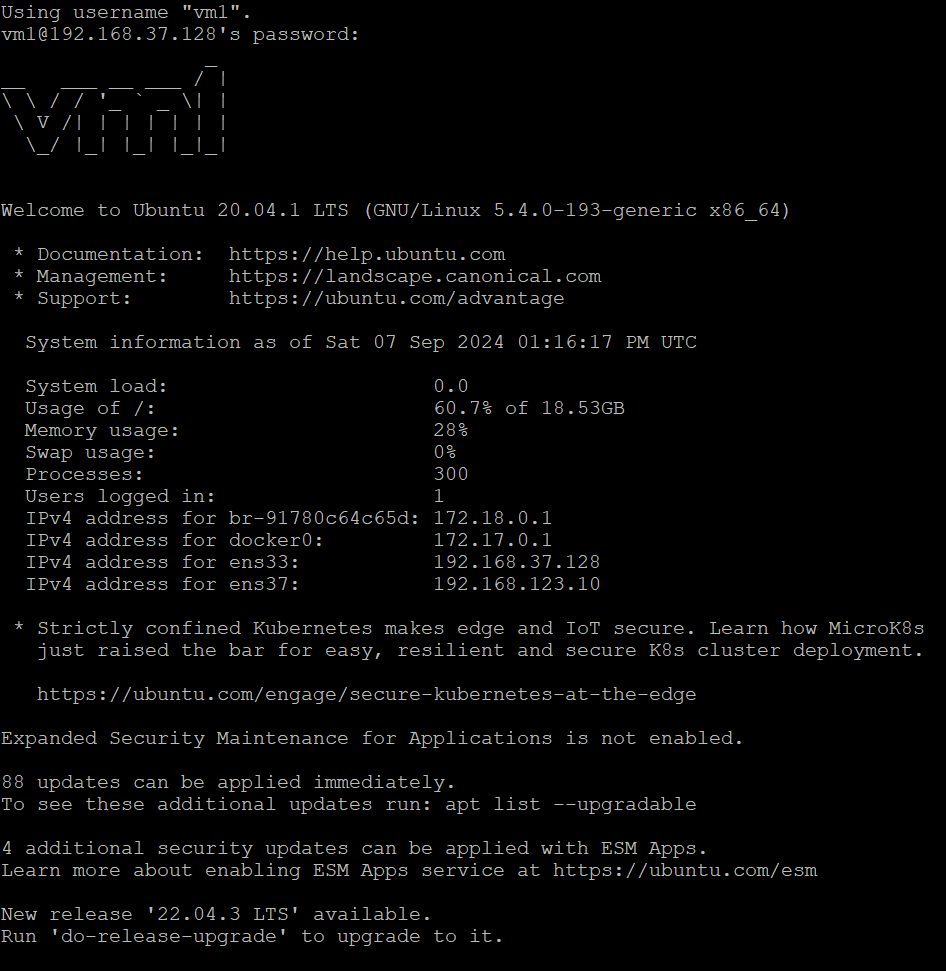 Using username "vm1".
vm1@192.168.37.128's password:
                 _
__   ___ __ ___ / |
\ \ / / '_ ` _ \| |
 \ V /| | | | | | |
  \_/ |_| |_| |_|_|
Welcome to Ubuntu 20.04.1 LTS (GNU/Linux 5.4.0-193-generic x86_64)
 * Documentation:  https://help.ubuntu.com
 * Management:     https://landscape.canonical.com
 * Support:        https://ubuntu.com/advantage
  System information as of Sat 07 Sep 2024 01:16:17 PM UTC
  System load:                      0.0
  Usage of /:                       60.7% of 18.53GB
  Memory usage:                     28%
  Swap usage:                       0%
  Processes:                        300
  Users logged in:                  1
  IPv4 address for br-91780c64c65d: 172.18.0.1
  IPv4 address for docker0:         172.17.0.1
  IPv4 address for ens33:           192.168.37.128
  IPv4 address for ens37:           192.168.123.10
 * Strictly confined Kubernetes makes edge and IoT secure. Learn how MicroK8s
   just raised the bar for easy, resilient and secure K8s cluster deployment.
   https://ubuntu.com/engage/secure-kubernetes-at-the-edge
Expanded Security Maintenance for Applications is not enabled.
88 updates can be applied immediately.
To see these additional updates run: apt list --upgradable
4 additional security updates can be applied with ESM Apps.
Learn more about enabling ESM Apps service at https://ubuntu.com/esm
New release '22.04.3 LTS' available.
Run 'do-release-upgrade' to upgrade to it.